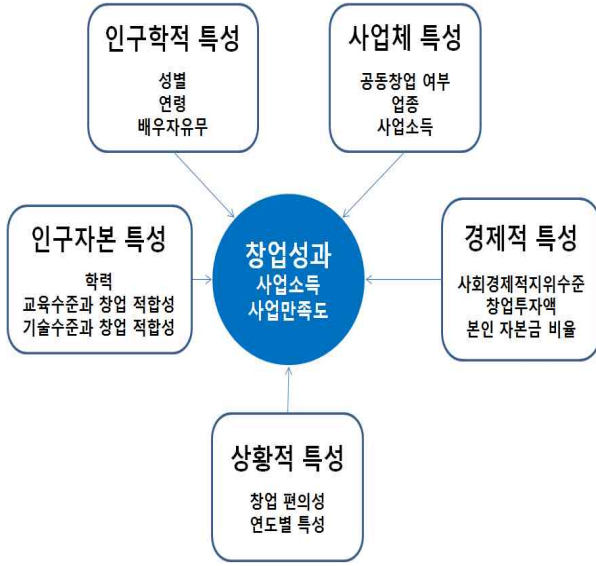 인구학적 특성
성별
연령
배우자유무
사업체 특성
공동창업 여부
업종
사업소득
인구자본 특성
학력
교육수준과 창업 적합성
기술수준과 창업 적합성
창업성과
사업소득
사업만족도
경제적 특성
사회경제적지위수준
창업투자액
본인 자본금 비율
상황적 특성
창업 편의성
연도별 특성